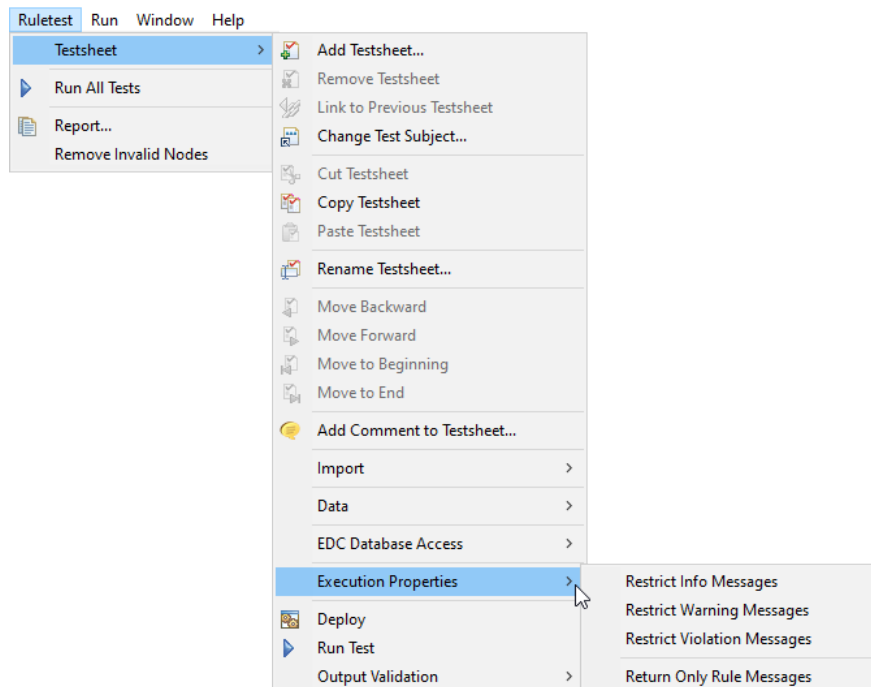 Ruletest Run Window Help
Testsheet
Run All Tests
Report...
Remove Invalid Nodes
Add Testsheet...
Remove Testsheet
Link to Previous Testsheet
Change Test Subject...
Cut Testsheet
Copy Testsheet
Paste Testsheet
Rename Testsheet...
Move Backward
Move Forward
Move to Beginning
Move to End
Add Comment to Testsheet...
Import
Data
EDC Database Access
Execution Properties
Deploy
Run Test
Output Validation
Restrict Info Messages
Restrict Warning Messages
Restrict Violation Messages
Return Only Rule Messages